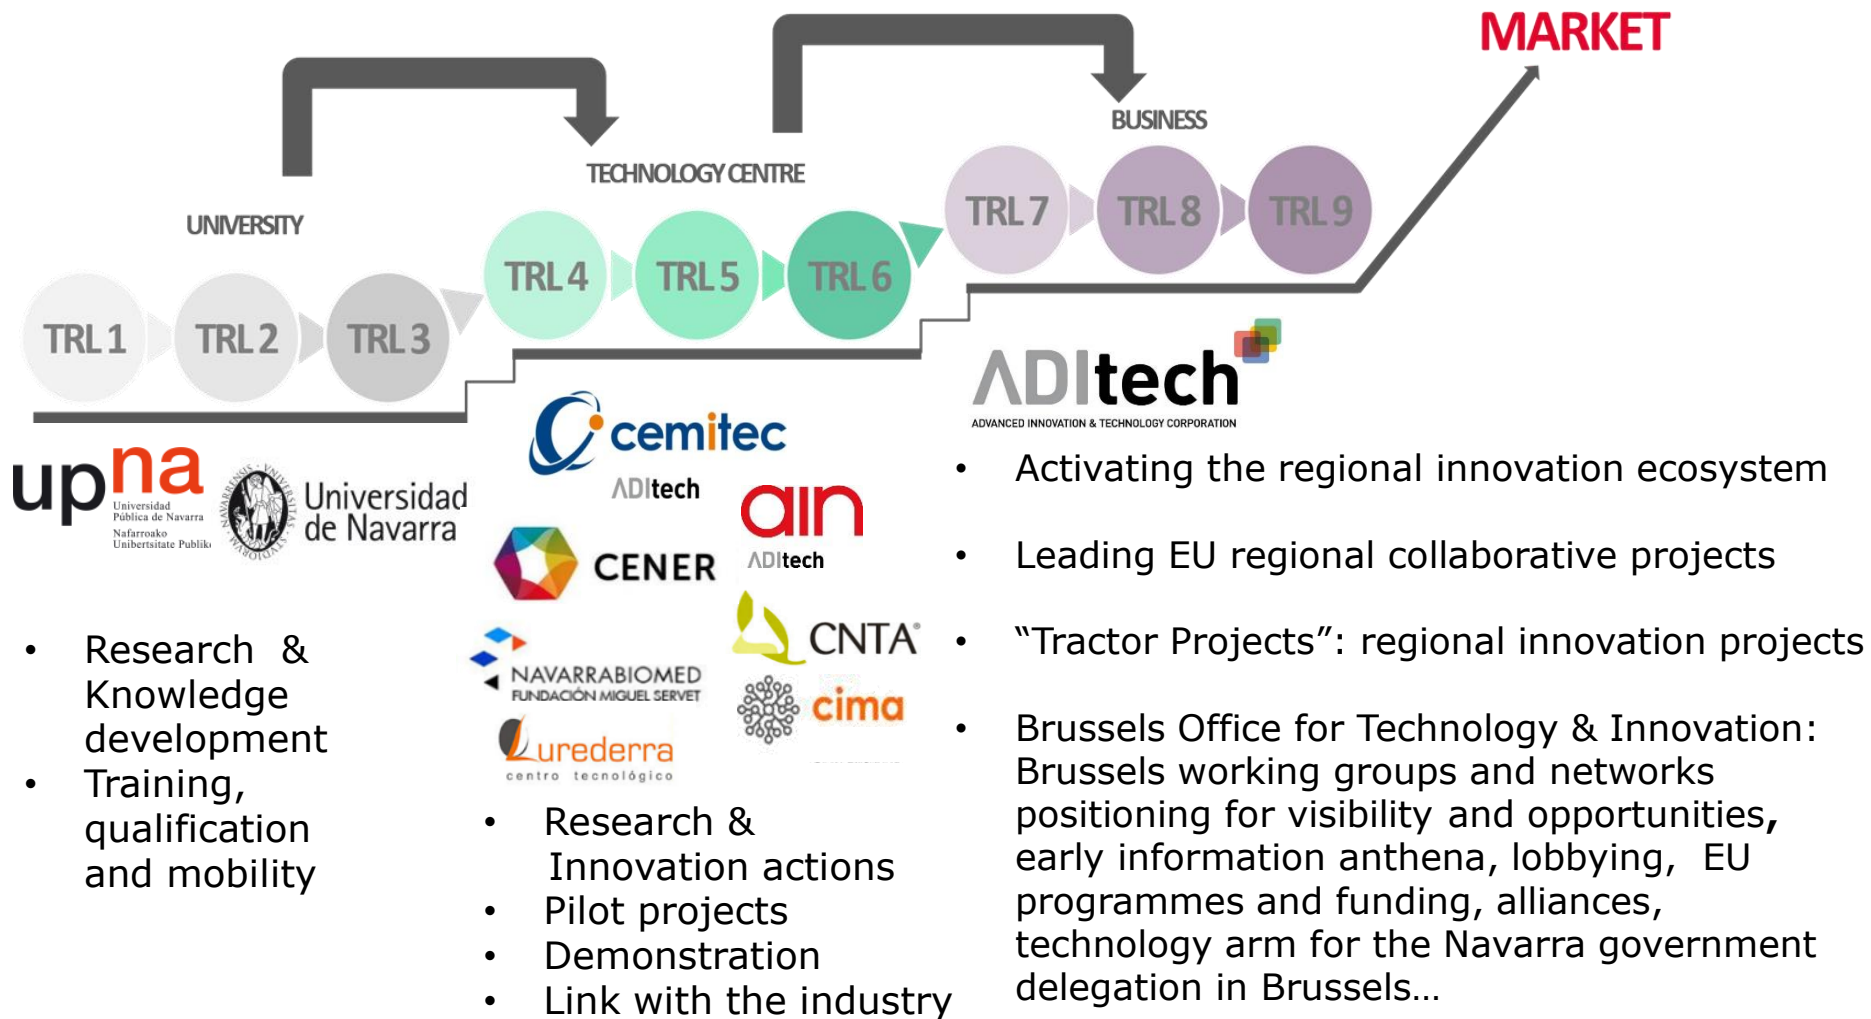 MARKET
BUSINESS
TECHNOLOGY CENTRE
UNIVERSITY
TRL 1
TRL 2
TRL 3
TRL 4
TRL 5
TRL 6
TRL 7
TRL 8
TRL 9
upna
Universidad
Pública de Navarra
Nafarroako
Unibertsitate Publik
Universidad
de Navarra
• Research &
Knowledge
development
• Training,
qualification
and mobility
cemitec
ADItech
ain
ADItech
CENER
CNTA®
NAVARRABIOMED
FUNDACIÓN MIGUEL SERVET
cima
Lurederra
centro tecnológico
• Research &
Innovation actions
• Pilot projects
• Demonstration
• Link with the industry
ADItech
ADVANCED INNOVATION & TECHNOLOGY CORPORATION
• Activating the regional innovation ecosystem
• Leading EU regional collaborative projects
• “Tractor Projects”: regional innovation projects
• Brussels Office for Technology & Innovation:
Brussels working groups and networks
positioning for visibility and opportunities,
early information anthena, lobbying, EU
programmes and funding, alliances,
technology arm for the Navarra government
delegation in Brussels…